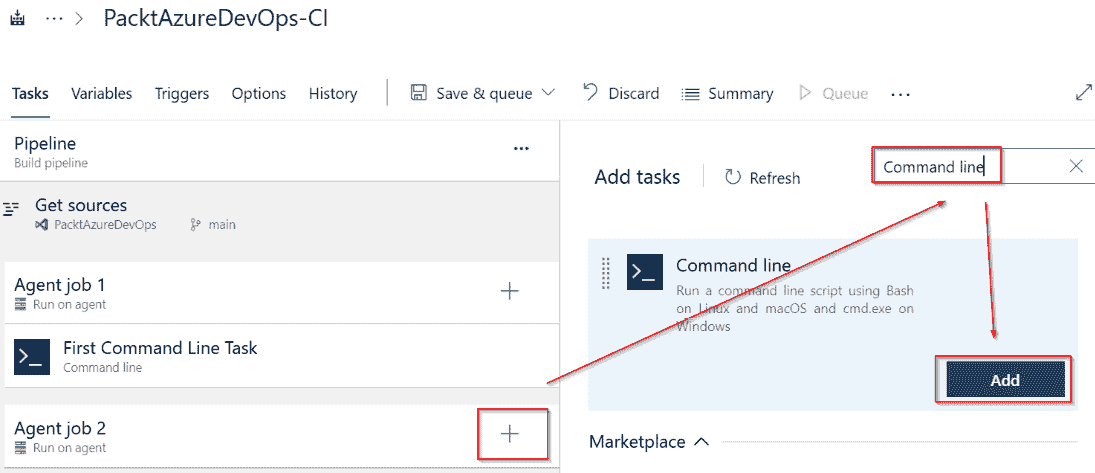 PacktAzureDevOps-CI
Tasks Variables Triggers Options History Save & queue Discard Summary Queue
Pipeline
Build pipeline
Get sources
PacktAzureDevOps main
Agent job 1
Run on agent
First Command Line Task
Command line
Agent job 2
Run on agent
Add tasks Refresh Command line
Command line
Run a command line script using Bash
on Linux and macOS and cmd.exe on
Windows
Add
Marketplace